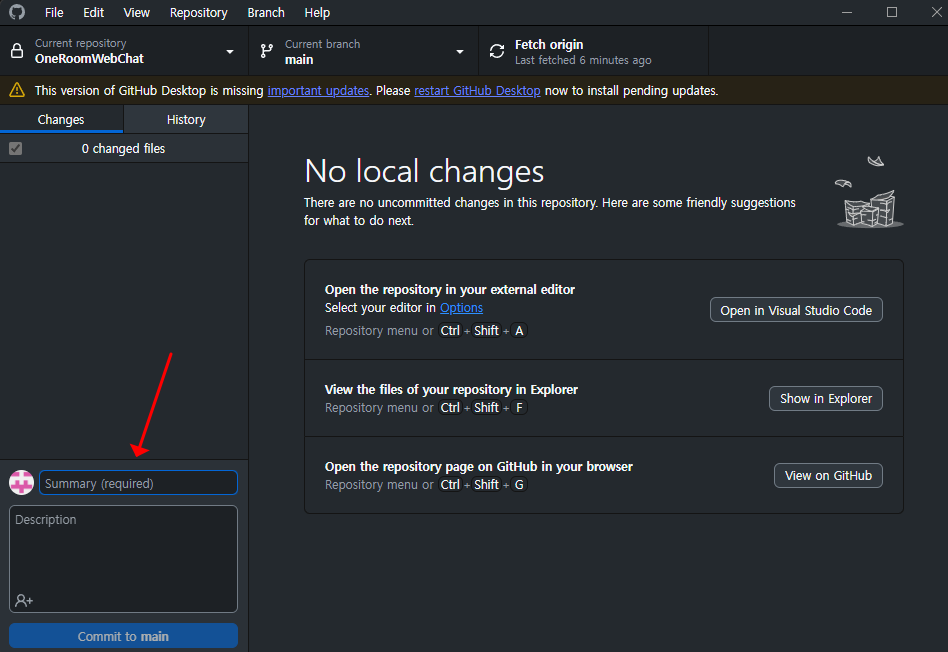 File Edit View Repository Branch Help
Current repository
OneRoomWebChat
Current branch
main
Fetch origin
Last fetched 6 minutes ago
This version of GitHub Desktop is missing important updates. Please restart GitHub Desktop now to install pending updates.
Changes
History
0 changed files
No local changes
There are no uncommitted changes in this repository. Here are some friendly suggestions
for what to do next.
Open the repository in your external editor
Select your editor in Options
Repository menu or Ctrl + Shift + A
Open in Visual Studio Code
View the files of your repository in Explorer
Repository menu or Ctrl + Shift + F
Show in Explorer
Open the repository page on GitHub in your browser
Repository menu or Ctrl + Shift + G
View on GitHub
Summary (required)
Description
Commit to main